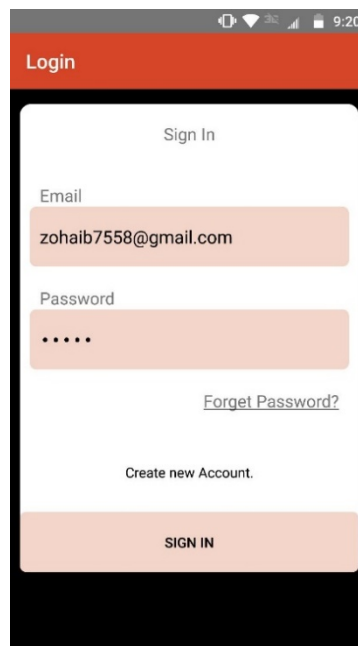 9:20
Login
Sign In
Email
zohaib7558@gmail.com
Password
•••••
Forget Password?
Create new Account.
SIGN IN